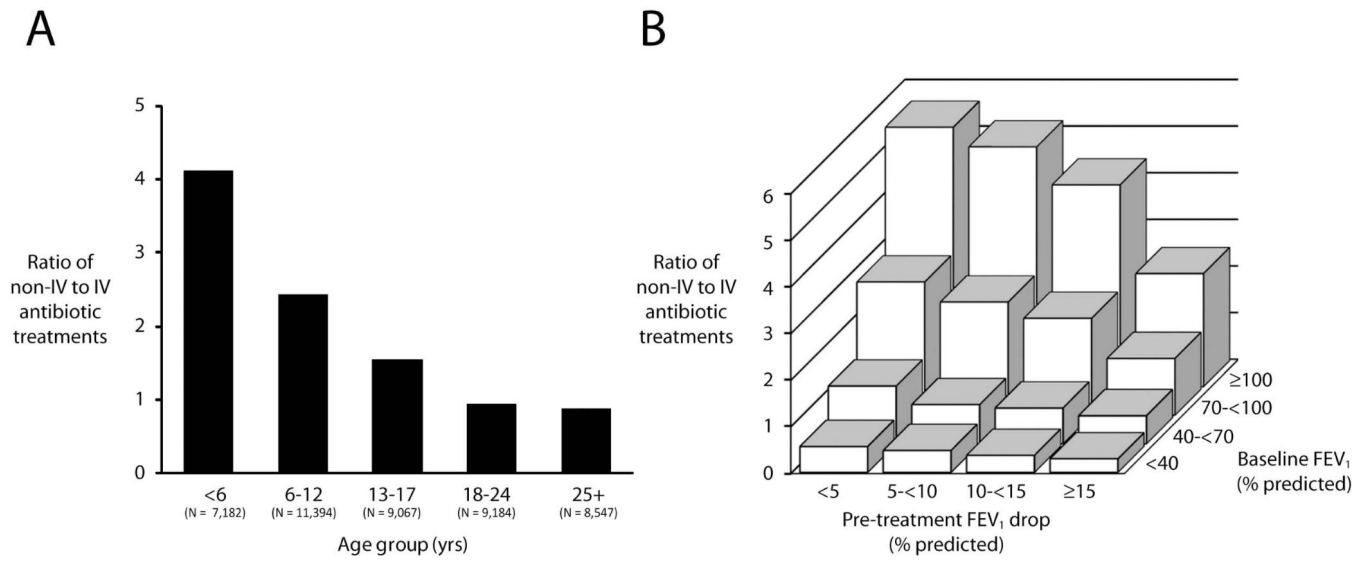 A
5
4
3
2
1
0
Ratio of
non-IV to IV
antibiotic
treatments
<6
6-12
13-17
18-24
25+
(N = 7,182)
(N = 11,394)
(N = 9,067)
(N = 9,184)
(N = 8,547)
Age group (yrs)
B
6
5
4
3
2
1
0
Ratio of
non-IV to IV
antibiotic
treatments
≥100
70-<100
40-<70
<40
Baseline FEV₁
(% predicted)
<5
5-<10
10-<15
≥15
Pre-treatment FEV₁ drop
(% predicted)